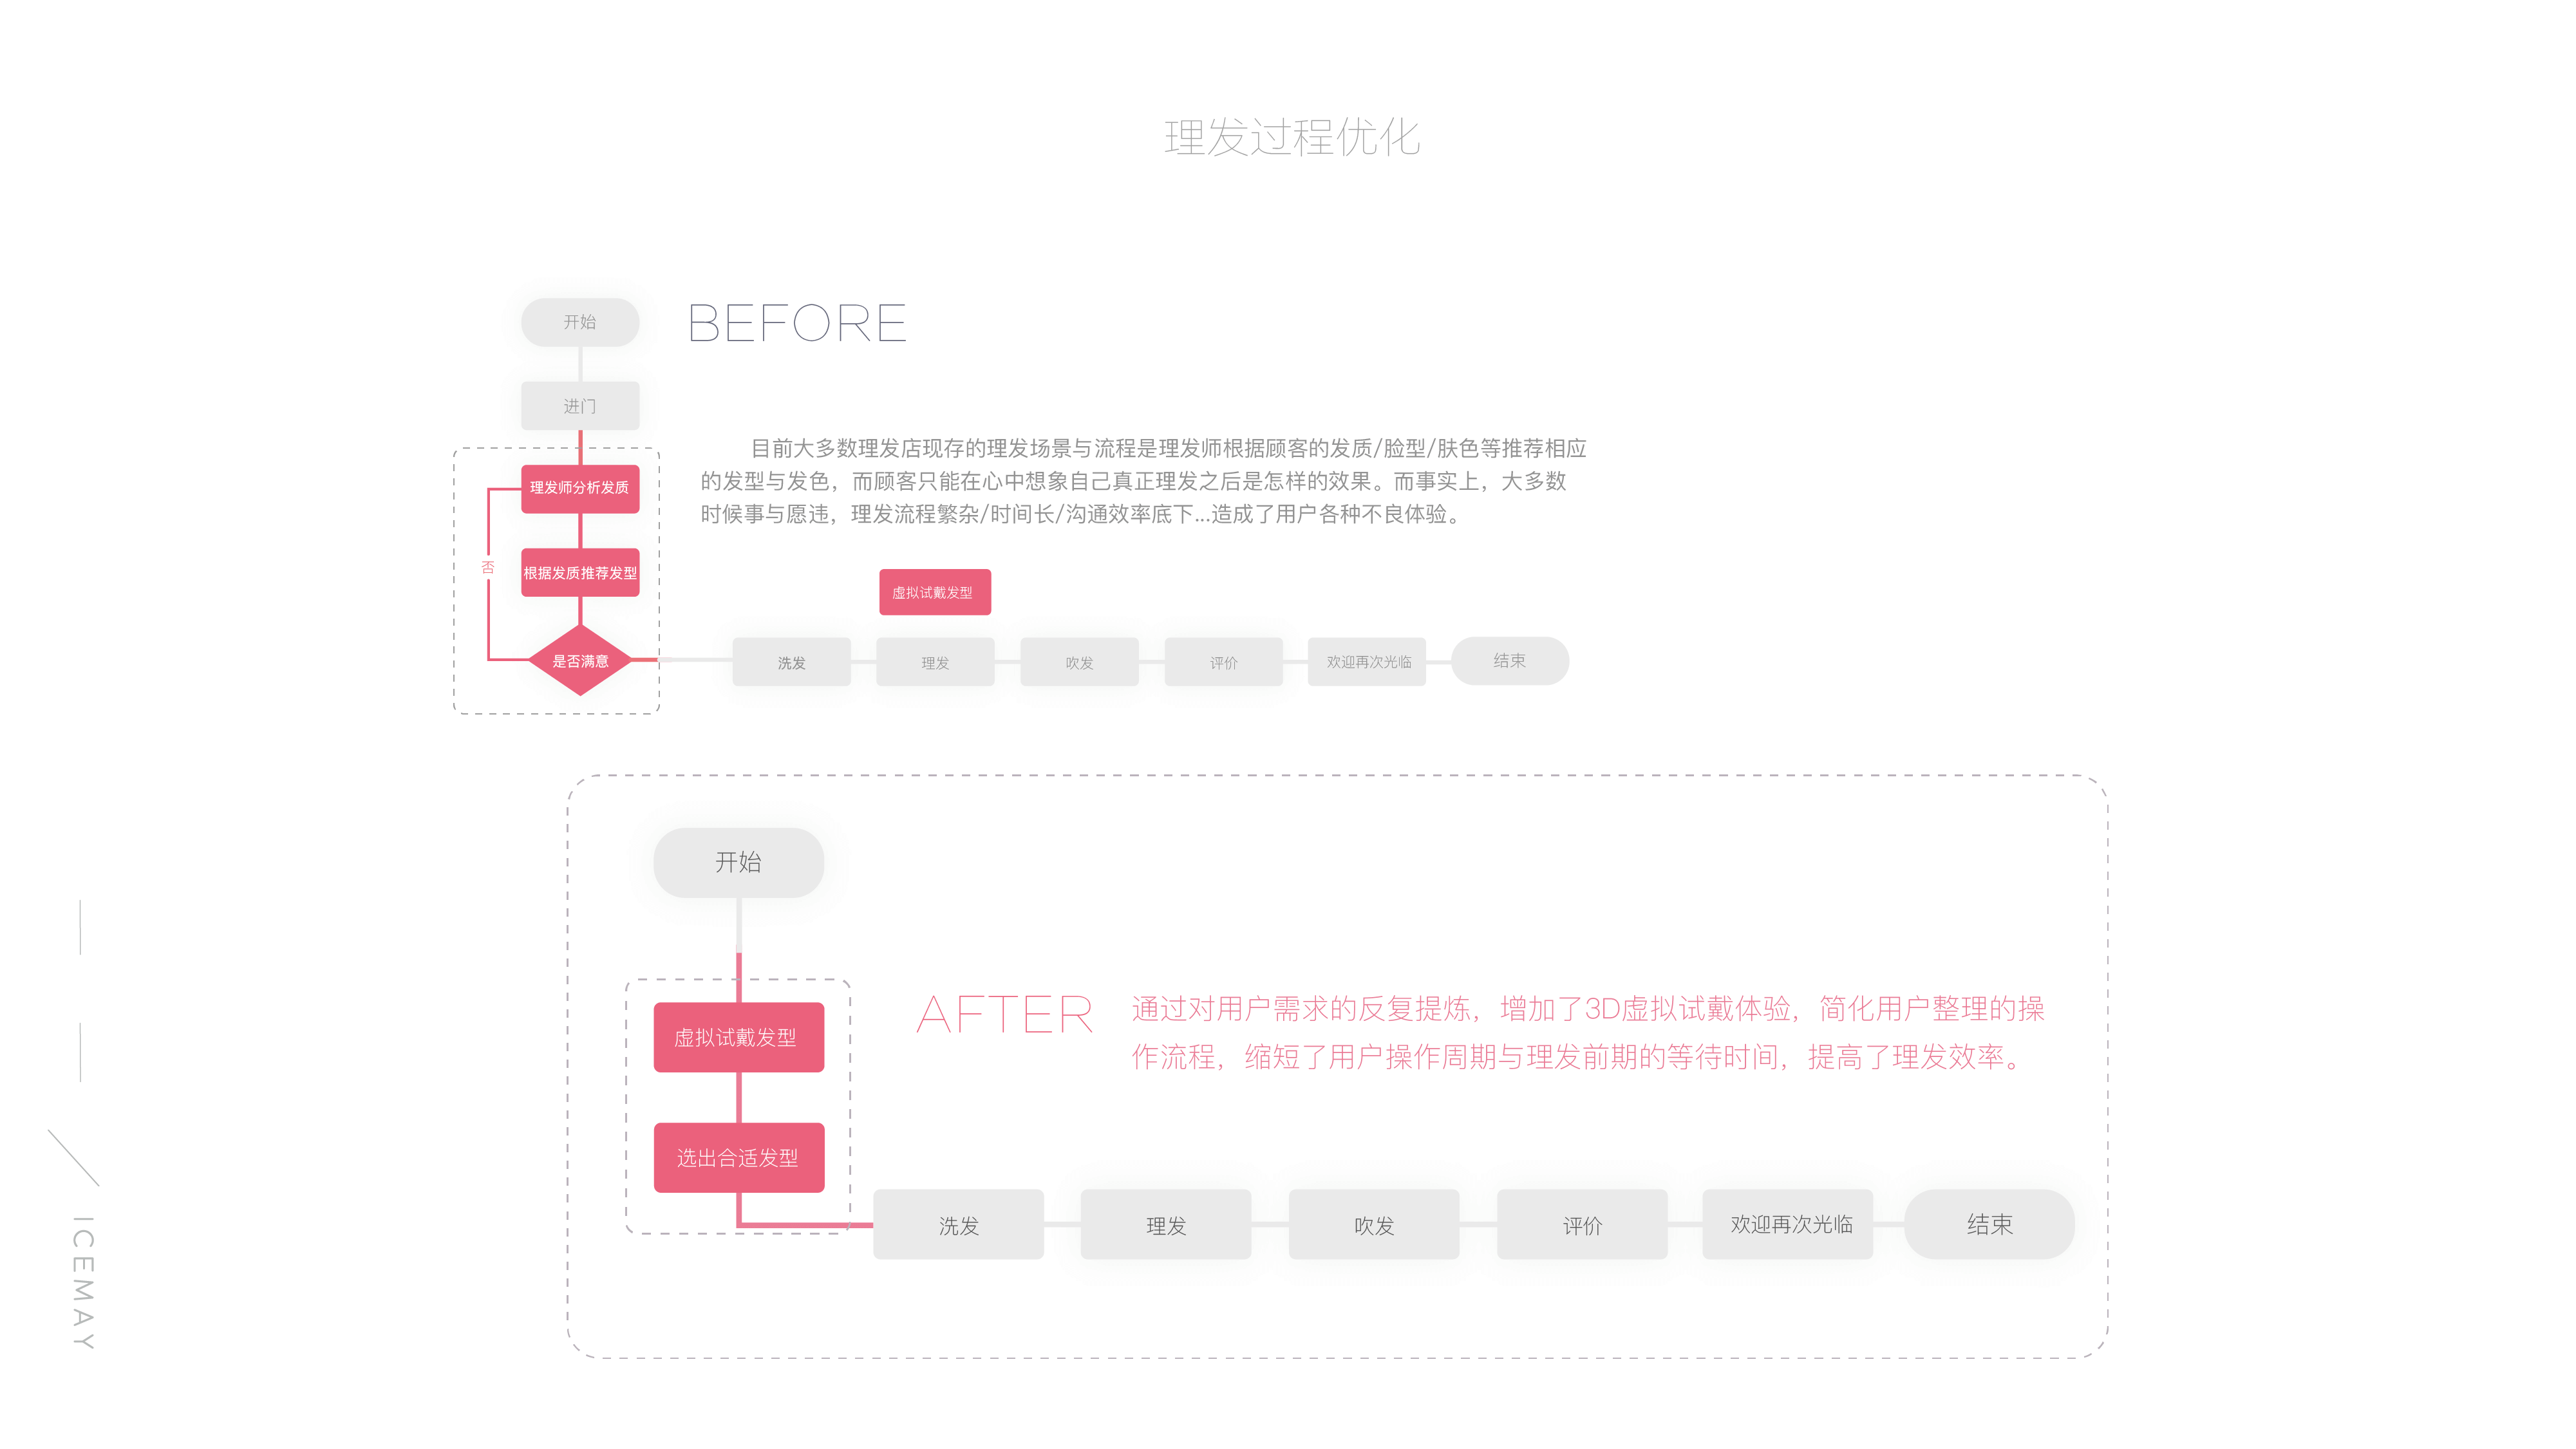 理发过程优化
开始
BEFORE
进门
目前大多数理发店现存的理发场景与流程是理发师根据顾客的发质/脸型/肤色等推荐相应
的发型与发色，而顾客只能在心中想象自己真正理发之后是怎样的效果。而事实上，大多数
时候事与愿违，理发流程繁杂/时间长/沟通效率底下...造成了用户各种不良体验。
理发师分析发质
否
根据发质推荐发型
虚拟试戴发型
是否满意
洗发
理发
吹发
评价
欢迎再次光临
结束
开始
AFTER
通过对用户需求的反复提炼，增加了3D虚拟试戴体验，简化用户整理的操
作流程，缩短了用户操作周期与理发前期的等待时间，提高了理发效率。
虚拟试戴发型
选出合适发型
洗发
理发
吹发
评价
欢迎再次光临
结束
ICEMAY